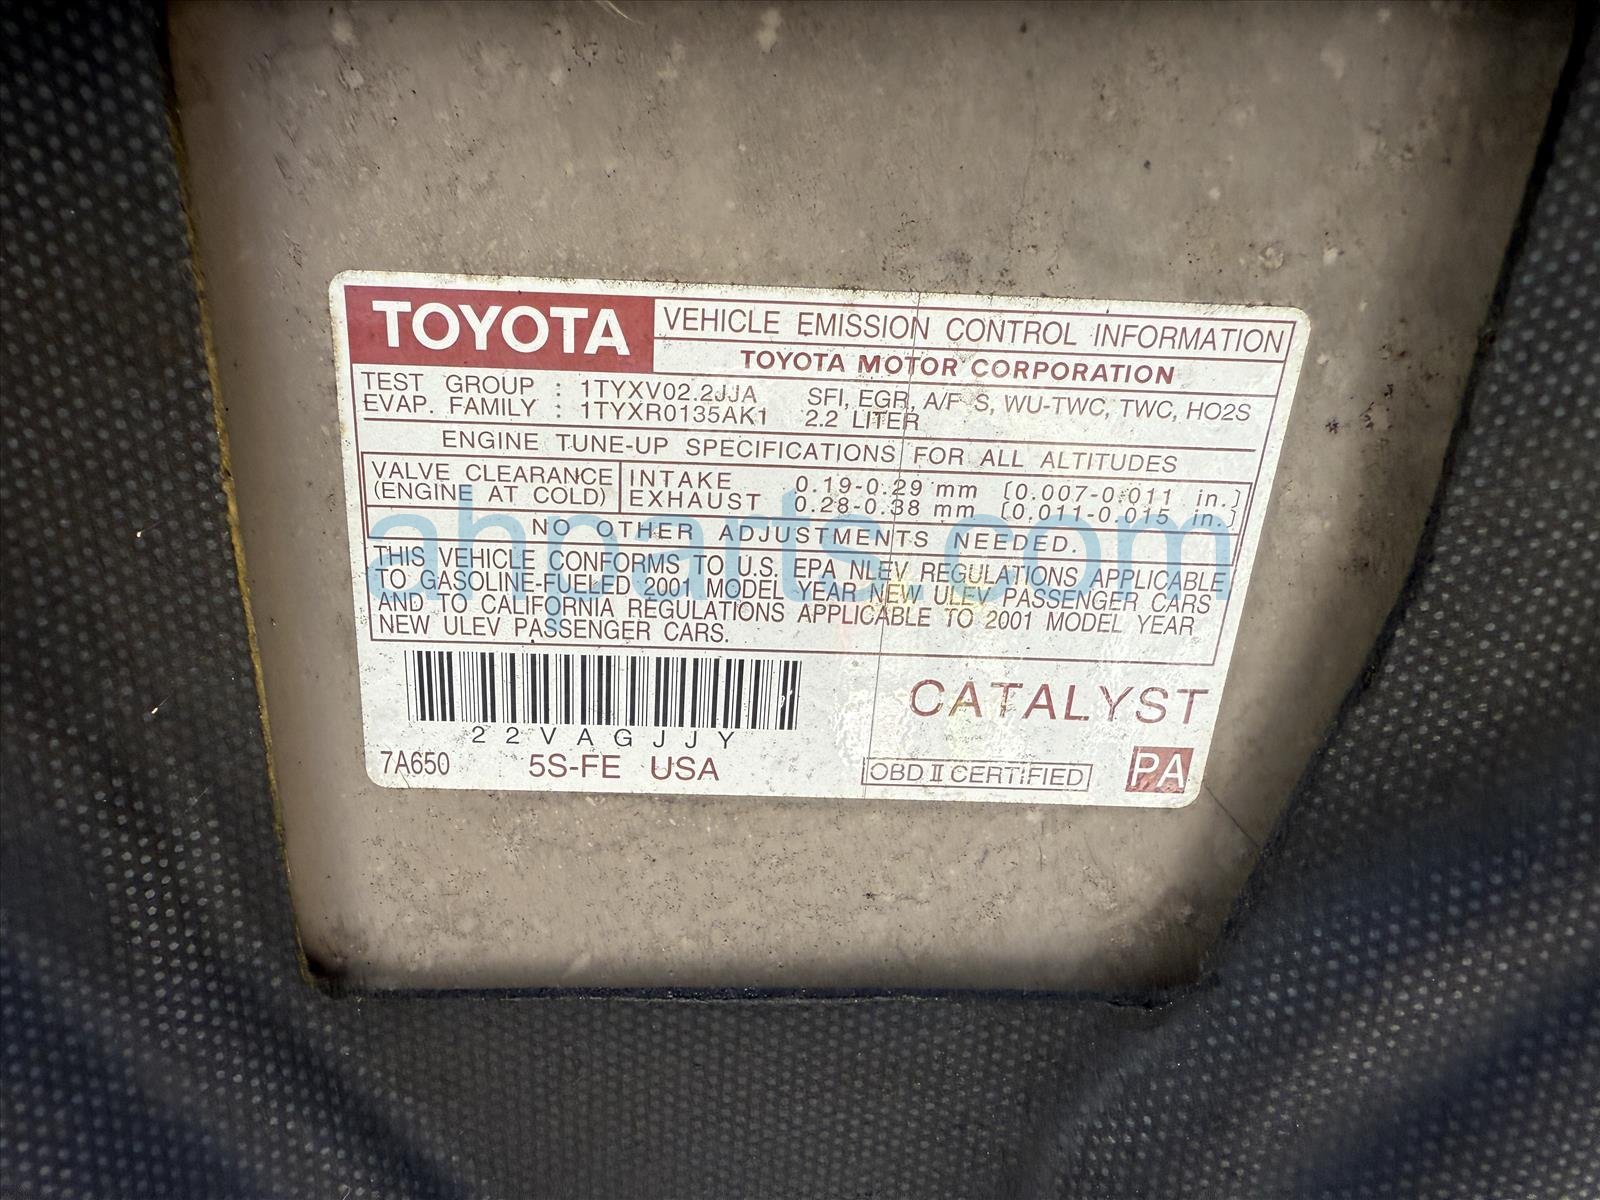 TOYOTA
VEHICLE EMISSION CONTROL INFORMATION
TOYOTA MOTOR CORPORATION
TEST GROUP : 1TYXV02.2JJA SFI, EGR, A/F S, WU-TWC, TWC, HO2S
EVAP. FAMILY : 1TYXR0135AK1 2.2 LITER
ENGINE TUNE-UP SPECIFICATIONS FOR ALL ALTITUDES
VALVE CLEARANCE INTAKE 0.19-0.29 mm [0.007-0.011 in.]
(ENGINE AT COLD) EXHAUST 0.28-0.38 mm [0.011-0.015 in.]
NO OTHER ADJUSTMENTS NEEDED.
THIS VEHICLE CONFORMS TO U.S. EPA NLEV REGULATIONS APPLICABLE
TO GASOLINE-FUELED 2001 MODEL YEAR NEW ULEV PASSENGER CARS
AND TO CALIFORNIA REGULATIONS APPLICABLE TO 2001 MODEL YEAR
NEW ULEV PASSENGER CARS.
22VAGJJY
CATALYST
7A650 5S-FE USA OBD II CERTIFIED PA
ahparts.com